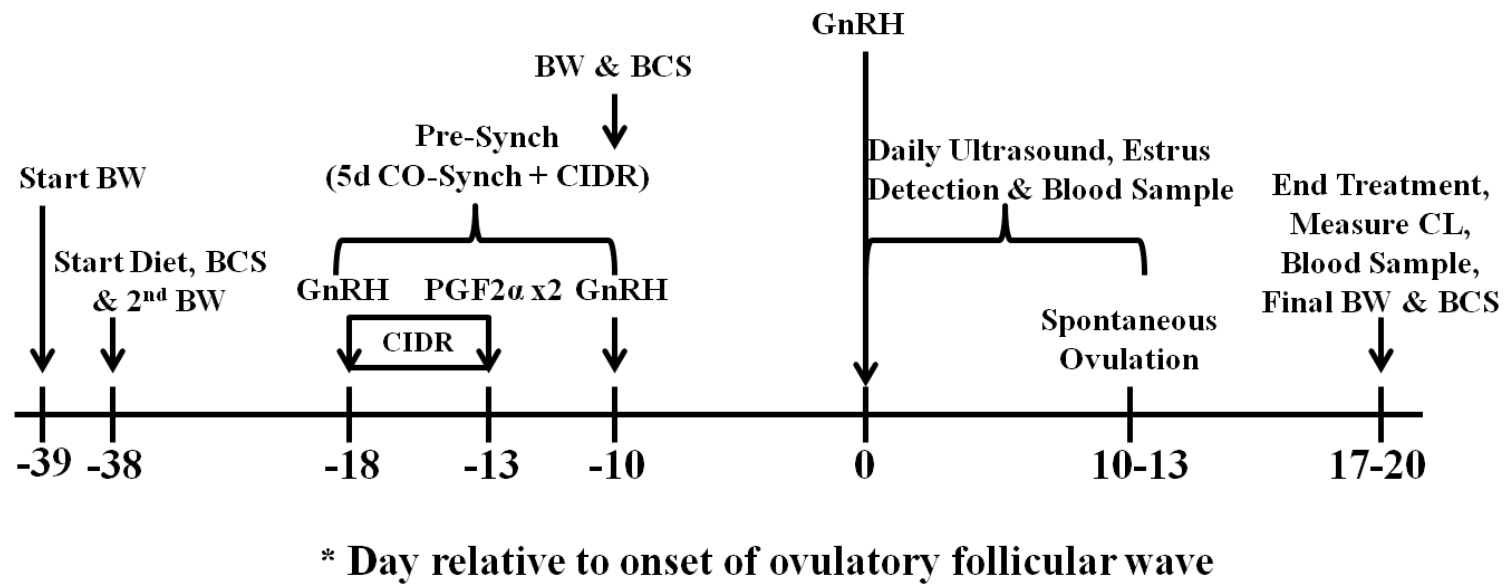 GnRH
BW & BCS
Pre-Synch
(5d CO-Synch + CIDR)
Start BW
Daily Ultrasound, Estrus
Detection & Blood Sample
End Treatment,
Measure CL,
Blood Sample,
Final BW & BCS
Start Diet, BCS
& 2nd BW
GnRH PGF2α x2 GnRH
CIDR
Spontaneous
Ovulation
-39 -38 -18 -13 -10 0 10-13 17-20
* Day relative to onset of ovulatory follicular wave